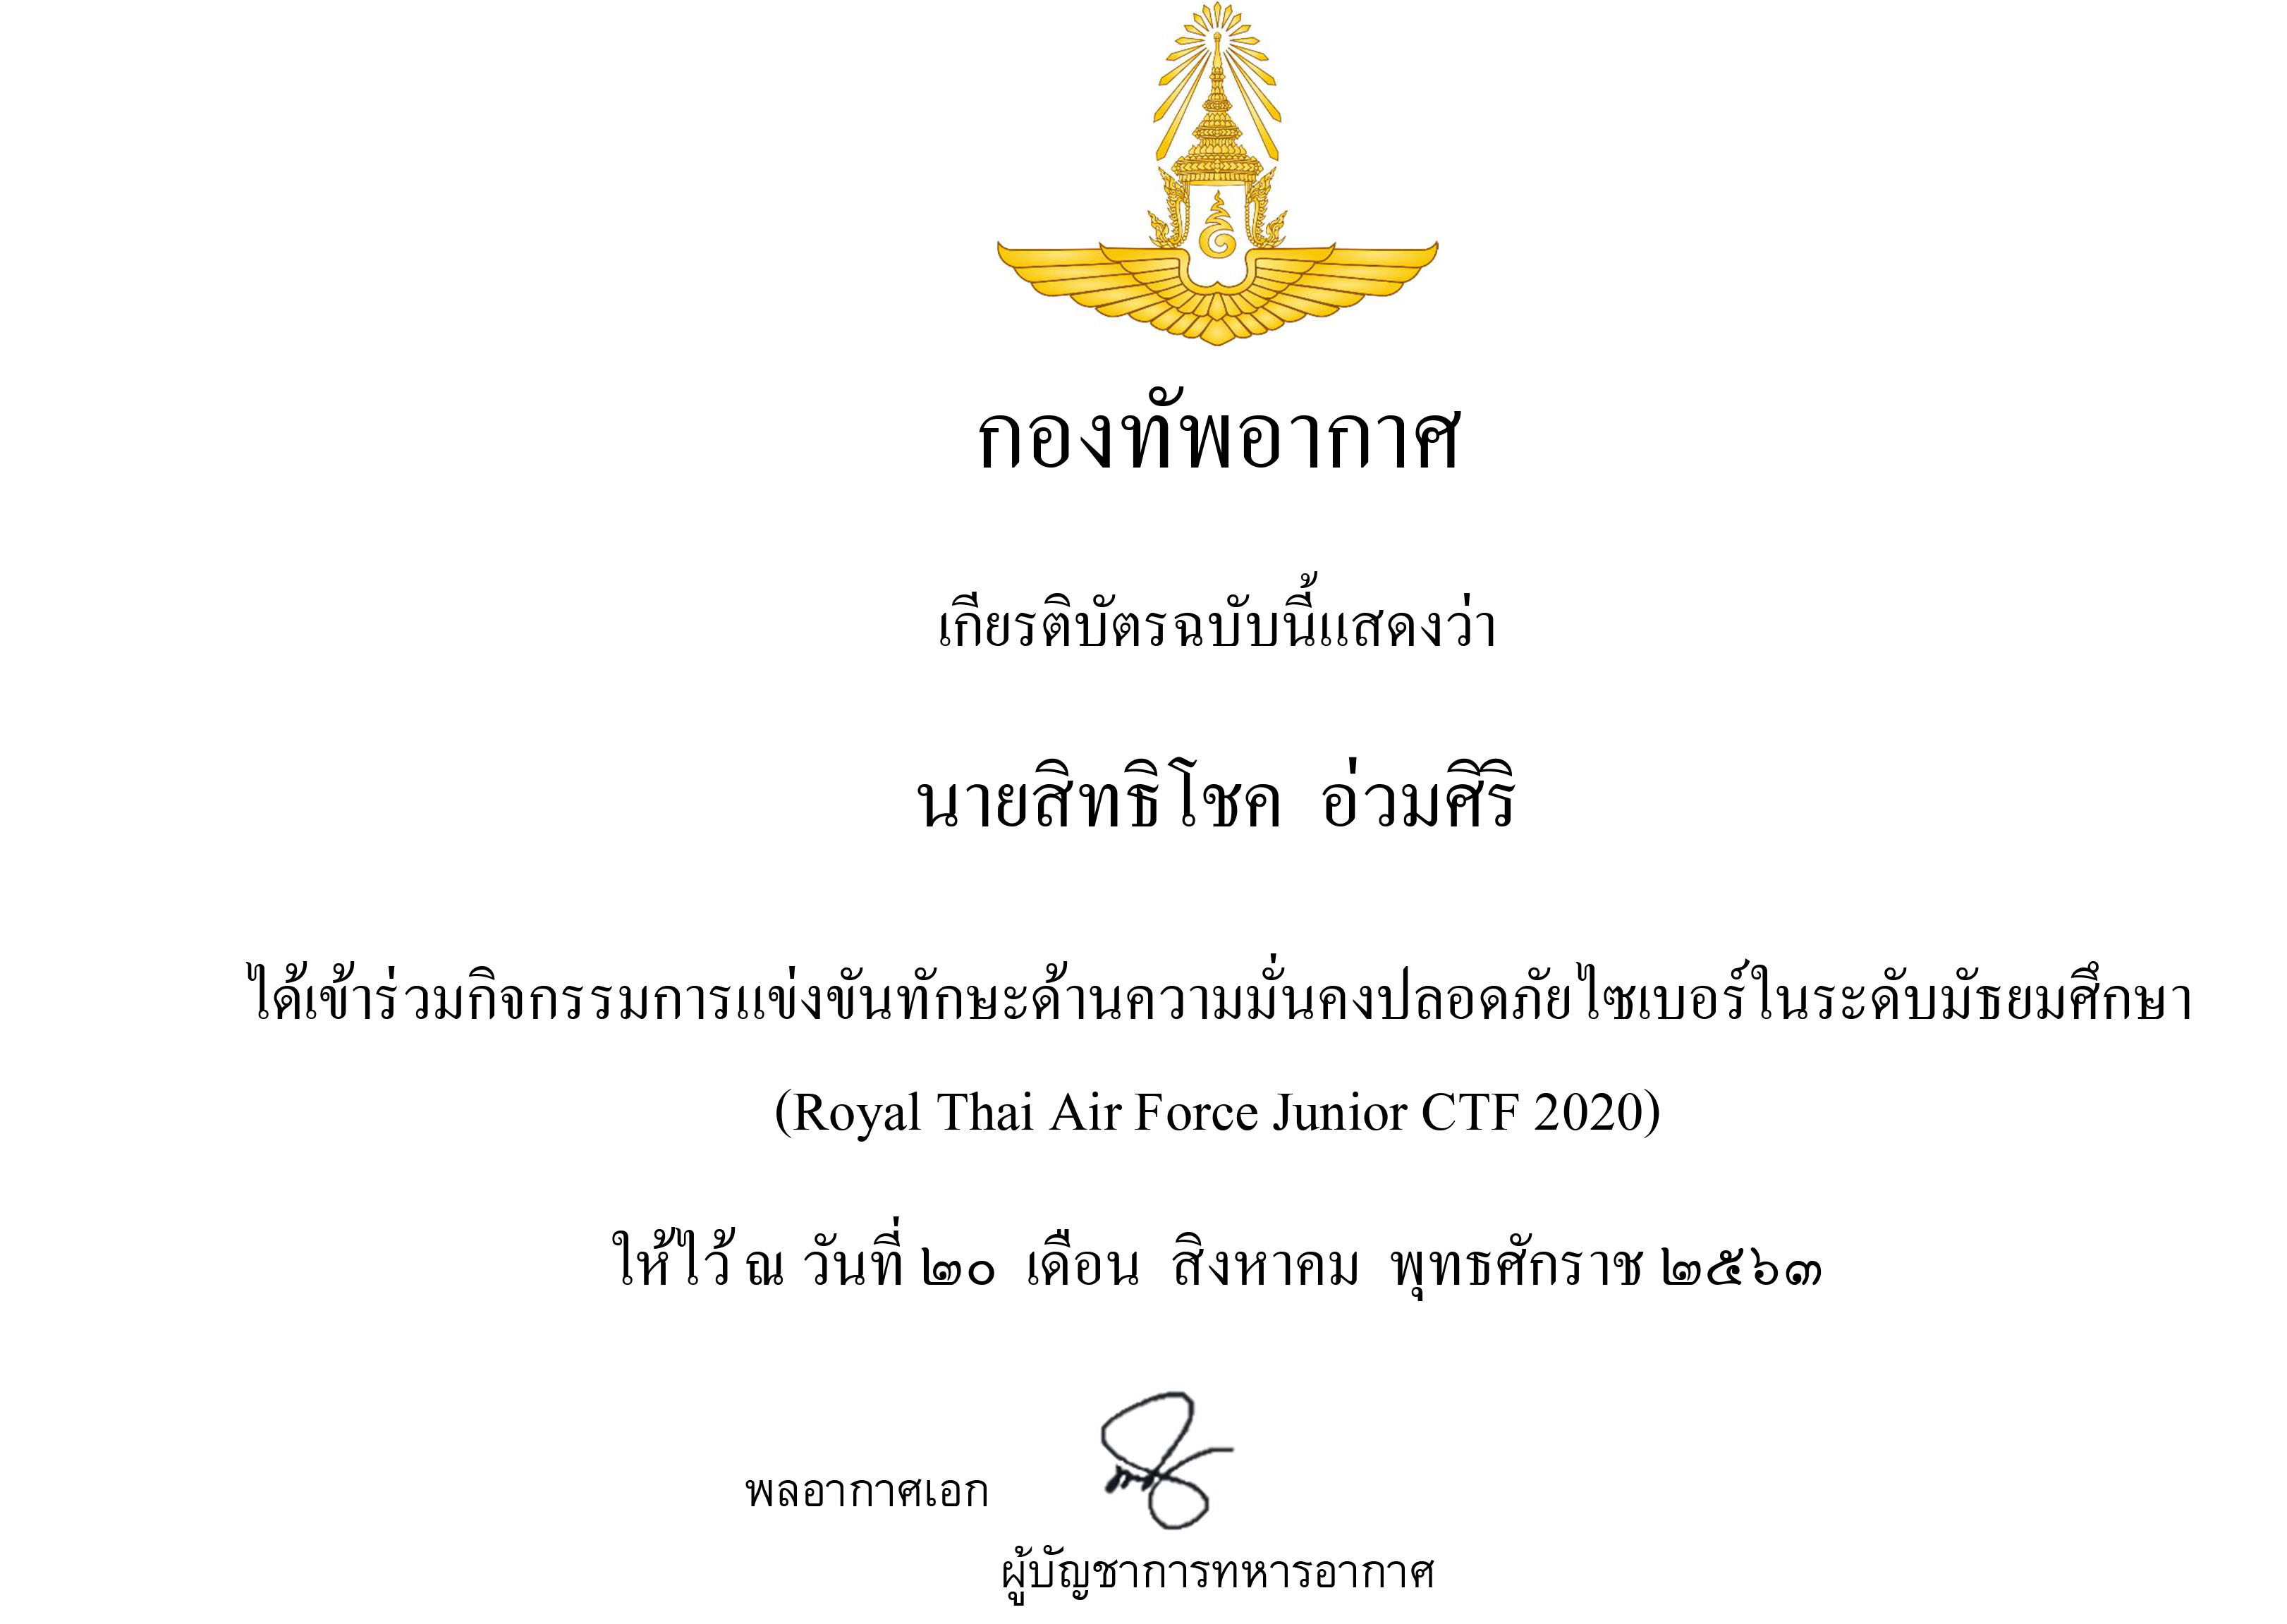 กองทัพอากาศ
เกียรติบัตรฉบับนี้แสดงว่า
นายสิทธิโชค อ่วมศิริ
ได้เข้าร่วมกิจกรรมการแข่งขันทักษะด้านความมั่นคงปลอดภัยไซเบอร์ในระดับมัธยมศึกษา
(Royal Thai Air Force Junior CTF 2020)
ให้ไว้ ณ วันที่ ๒๐ เดือน สิงหาคม พุทธศักราช ๒๕๖๓
พลอากาศเอก
ผู้บัญชาการทหารอากาศ